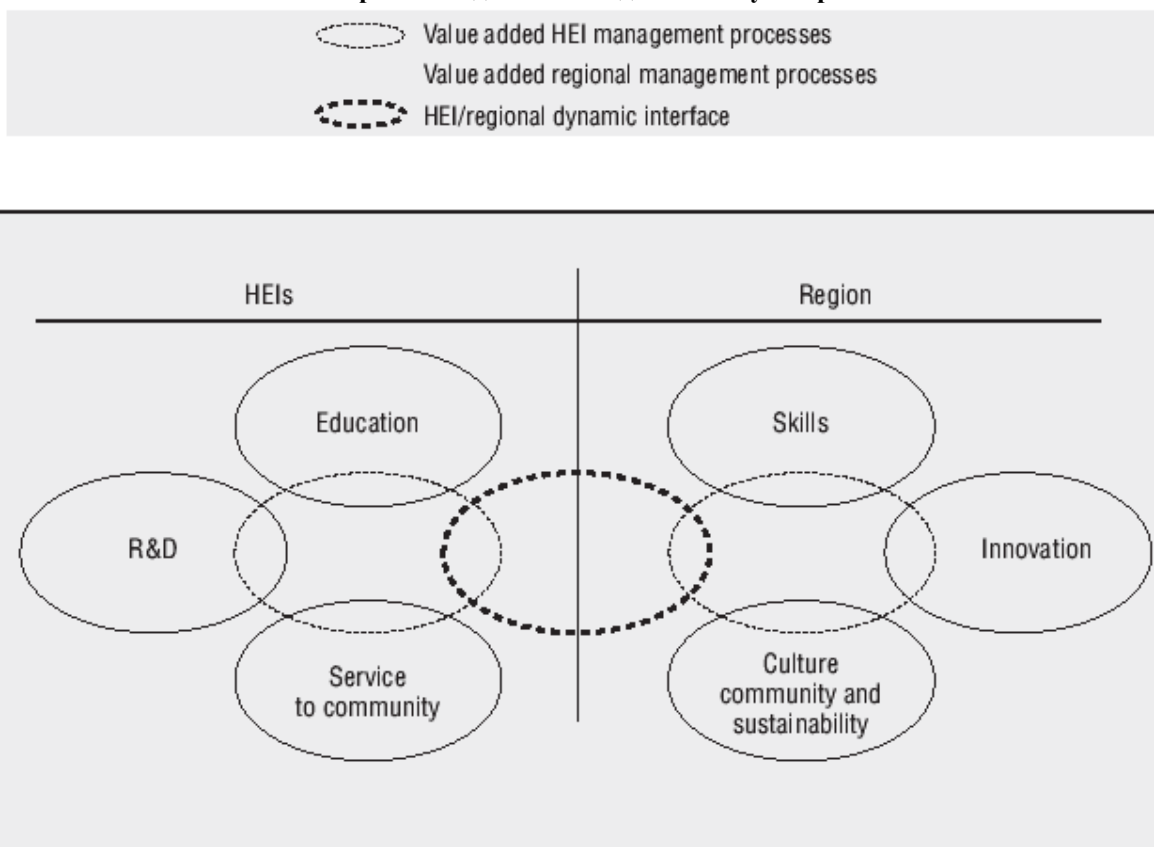 Value added HEI management processes
Value added regional management processes
HEI/regional dynamic interface
HEIs
Region
Education
Skills
R&D
Innovation
Service
to community
Culture
community and
sustainability